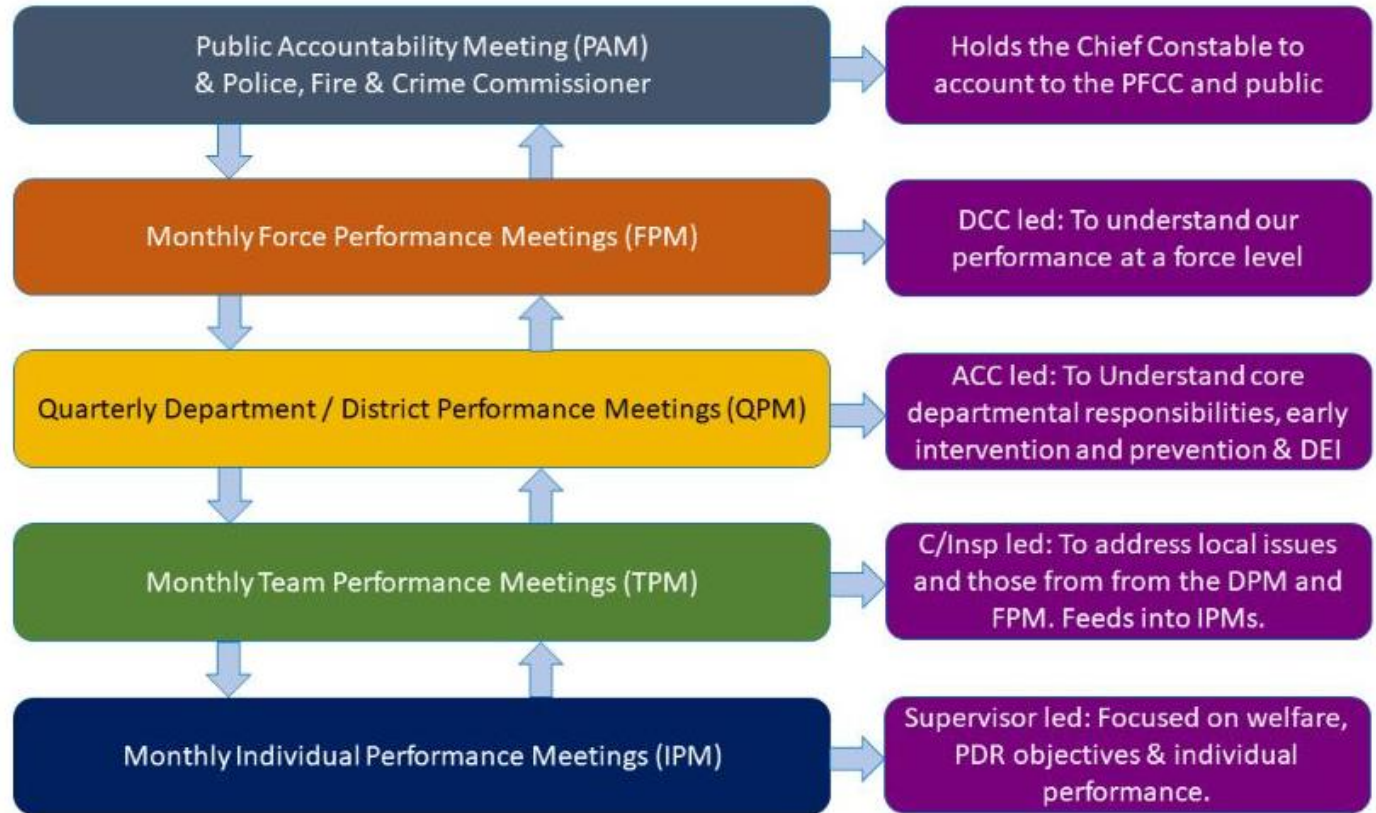 Public Accountability Meeting (PAM)
& Police, Fire & Crime Commissioner
Holds the Chief Constable to
account to the PFCC and public
Monthly Force Performance Meetings (FPM)
DCC led: To understand our
performance at a force level
Quarterly Department / District Performance Meetings (QPM)
ACC led: To Understand core
departmental responsibilities, early
intervention and prevention & DEI
Monthly Team Performance Meetings (TPM)
C/Insp led: To address local issues
and those from from the DPM and
FPM. Feeds into IPMs.
Monthly Individual Performance Meetings (IPM)
Supervisor led: Focused on welfare,
PDR objectives & individual
performance.